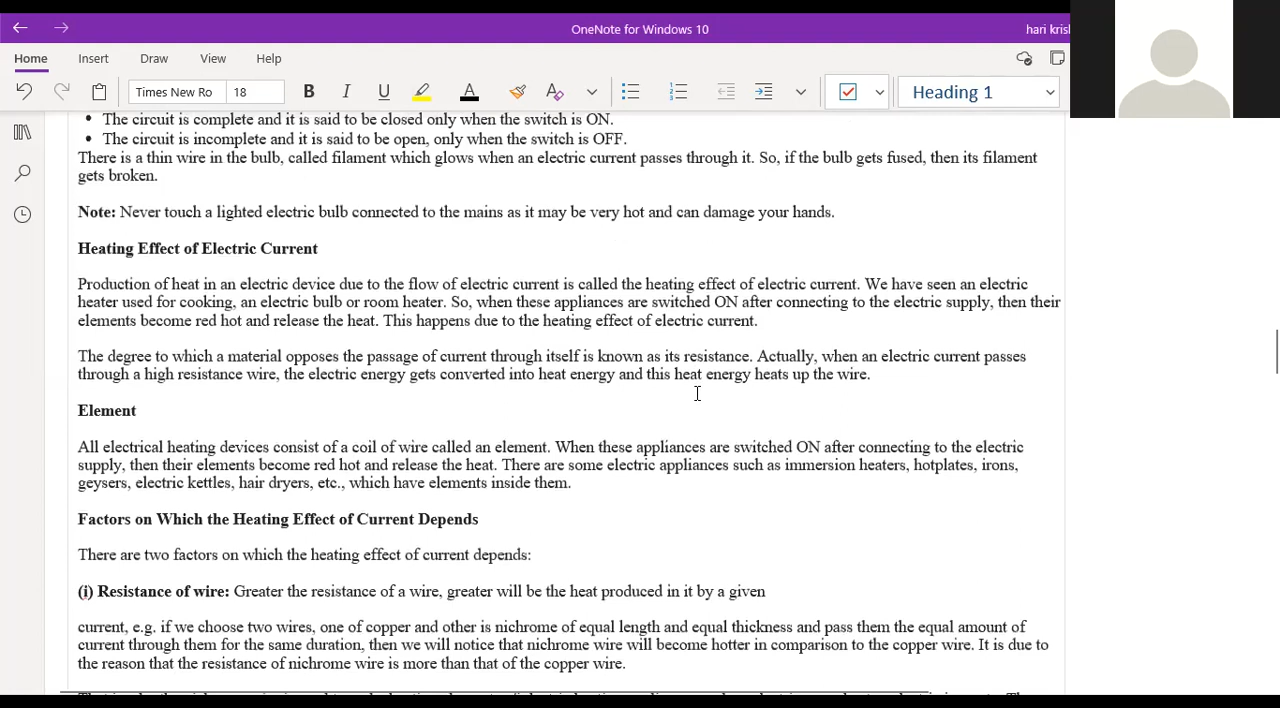 OneNote for Windows 10
hari krish
Home Insert Draw View Help
Times New Ro 18 B I U A Heading 1
• The circuit is complete and it is said to be closed only when the switch is ON.
• The circuit is incomplete and it is said to be open, only when the switch is OFF.
There is a thin wire in the bulb, called filament which glows when an electric current passes through it. So, if the bulb gets fused, then its filament
gets broken.
Note: Never touch a lighted electric bulb connected to the mains as it may be very hot and can damage your hands.
Heating Effect of Electric Current
Production of heat in an electric device due to the flow of electric current is called the heating effect of electric current. We have seen an electric
heater used for cooking, an electric bulb or room heater. So, when these appliances are switched ON after connecting to the electric supply, then their
elements become red hot and release the heat. This happens due to the heating effect of electric current.
The degree to which a material opposes the passage of current through itself is known as its resistance. Actually, when an electric current passes
through a high resistance wire, the electric energy gets converted into heat energy and this heat energy heats up the wire.
Element
All electrical heating devices consist of a coil of wire called an element. When these appliances are switched ON after connecting to the electric
supply, then their elements become red hot and release the heat. There are some electric appliances such as immersion heaters, hotplates, irons,
geysers, electric kettles, hair dryers, etc., which have elements inside them.
Factors on Which the Heating Effect of Current Depends
There are two factors on which the heating effect of current depends:
(i) Resistance of wire: Greater the resistance of a wire, greater will be the heat produced in it by a given
current, e.g. if we choose two wires, one of copper and other is nichrome of equal length and equal thickness and pass them the equal amount of
current through them for the same duration, then we will notice that nichrome wire will become hotter in comparison to the copper wire. It is due to
the reason that the resistance of nichrome wire is more than that of the copper wire.